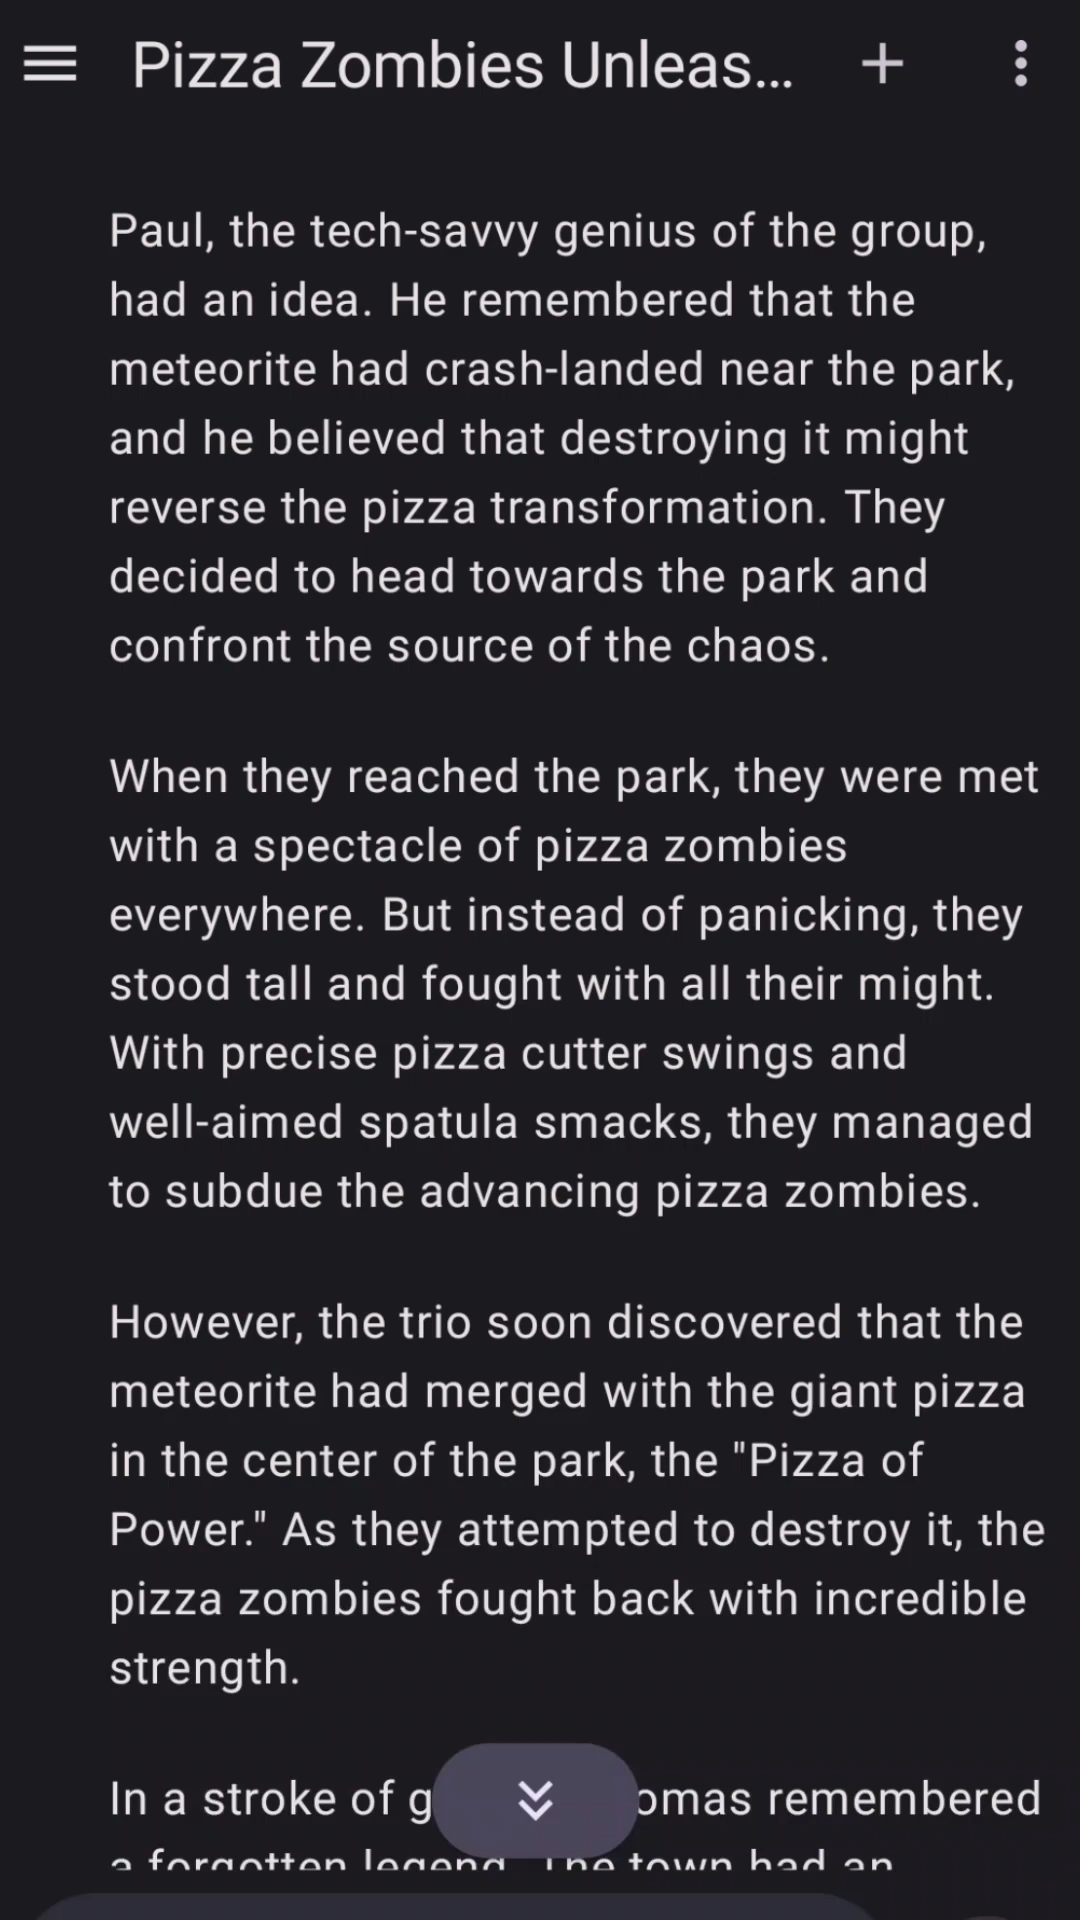 Pizza Zombies Unleas...
Paul, the tech-savvy genius of the group,
had an idea. He remembered that the
meteorite had crash-landed near the park,
and he believed that destroying it might
reverse the pizza transformation. They
decided to head towards the park and
confront the source of the chaos.
When they reached the park, they were met
with a spectacle of pizza zombies
everywhere. But instead of panicking, they
stood tall and fought with all their might.
With precise pizza cutter swings and
well-aimed spatula smacks, they managed
to subdue the advancing pizza zombies.
However, the trio soon discovered that the
meteorite had merged with the giant pizza
in the center of the park, the "Pizza of
Power." As they attempted to destroy it, the
pizza zombies fought back with incredible
strength.
In a stroke of g omas remembered
a forgotten legend. The town had an